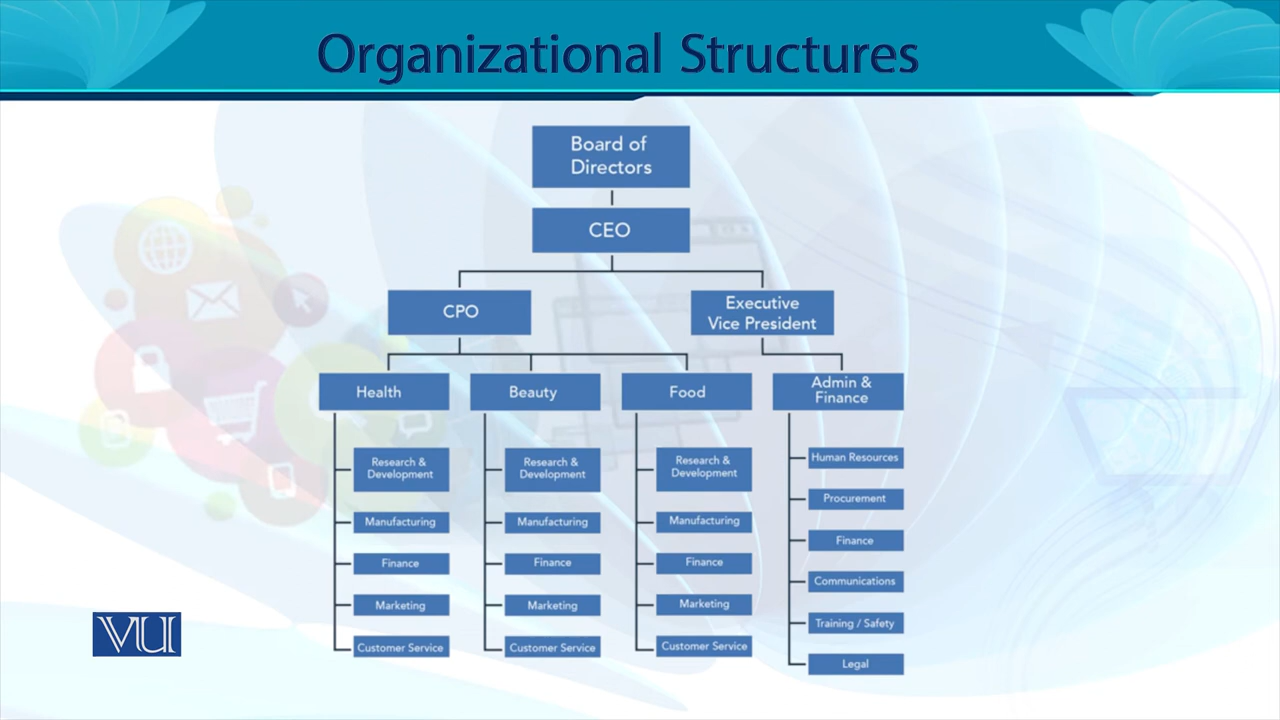 Organizational Structures
Board of
Directors
CEO
CPO
Executive
Vice President
Health
Beauty
Food
Admin &
Finance
Research &
Development
Manufacturing
Finance
Marketing
Customer Service
Research &
Development
Manufacturing
Finance
Marketing
Customer Service
Research &
Development
Manufacturing
Finance
Marketing
Customer Service
Human Resources
Procurement
Finance
Communications
Training / Safety
Legal
VU